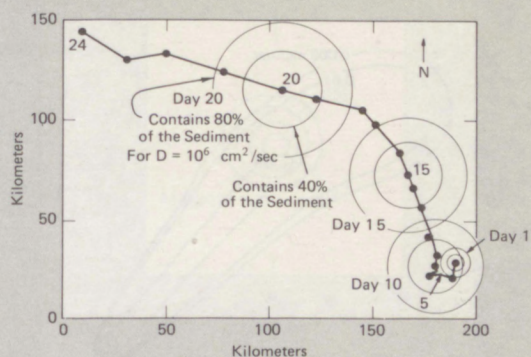 150
100
50
0
Kilometers
24
20
Day 20
Contains 80%
of the Sediment
For D = 10⁶ cm²/sec
Contains 40%
of the Sediment
N
15
Day 15
Day 1
Day 10
5
0
50
100
150
200
Kilometers